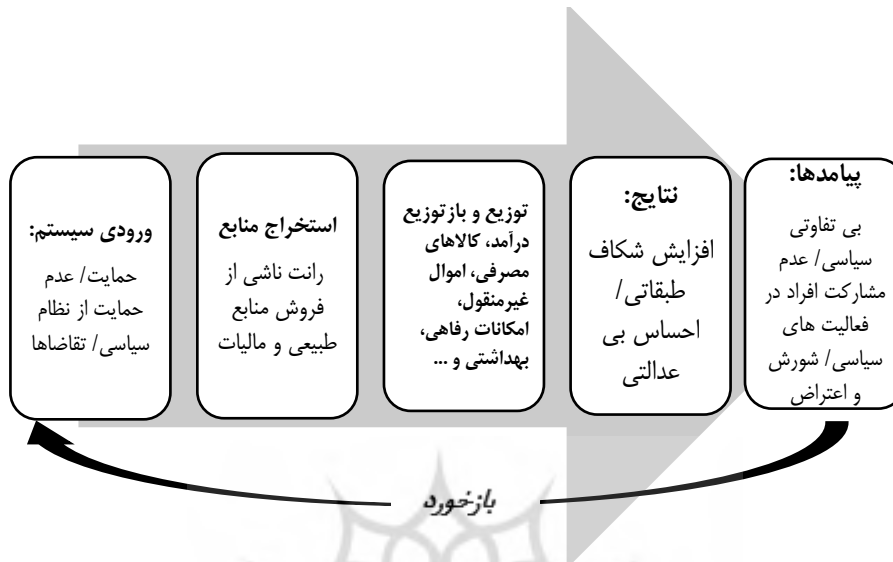 ورودی سیستم:
حمایت/ عدم
حمایت از نظام
سیاسی/ تقاضاها
استخراج منابع
رانت ناشی از
فروش منابع
طبیعی و مالیات
توزیع و بازتوزیع
درآمد، کالاهای
مصرفی، اموال
غیرمنقول،
امکانات رفاهی،
بهداشتی و ...
نتایج:
افزایش شکاف
طبقاتی/
احساس بی
عدالتی
پیامدها:
بی تفاوتی
سیاسی/ عدم
مشارکت افراد در
فعالیت های
سیاسی/ شورش
و اعتراض
بازخورد